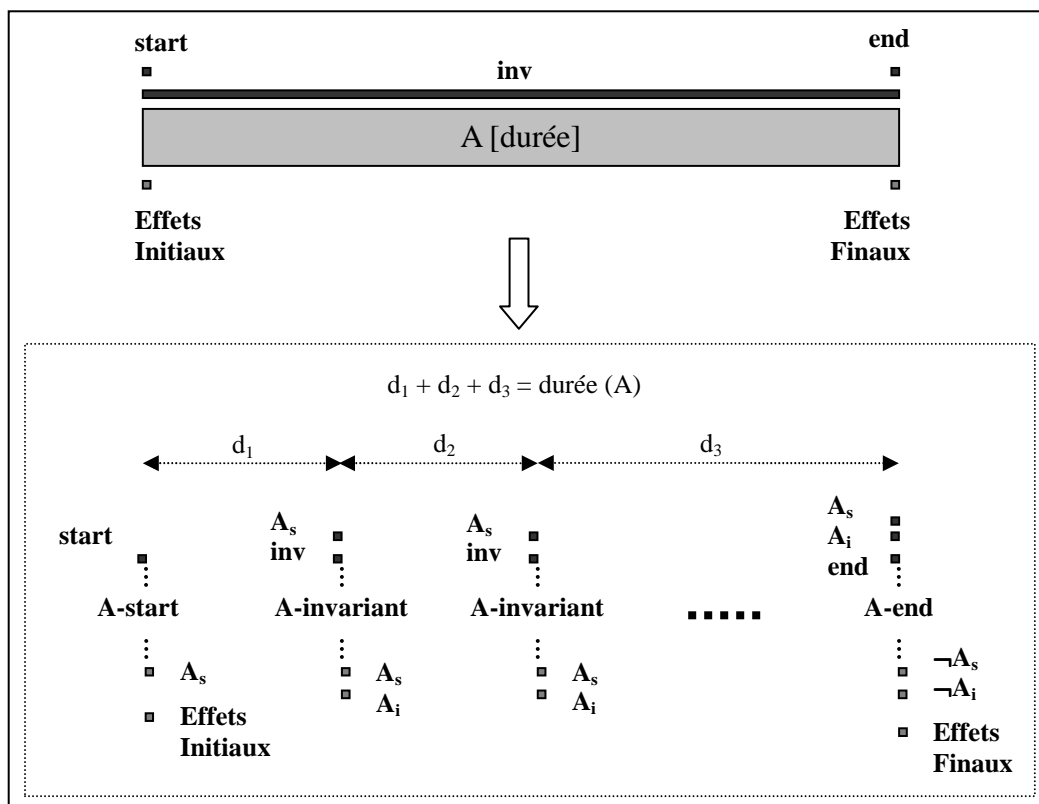 start
end
inv
A [durée]
Effets
Initiaux
Effets
Finaux
d1 + d2 + d3 = durée (A)
d1
d2
d3
start
As
inv
As
inv
As
Ai
end
A-start
A-invariant
A-invariant
.....
A-end
As
Effets
Initiaux
As
Ai
As
Ai
¬As
¬Ai
Effets
Finaux